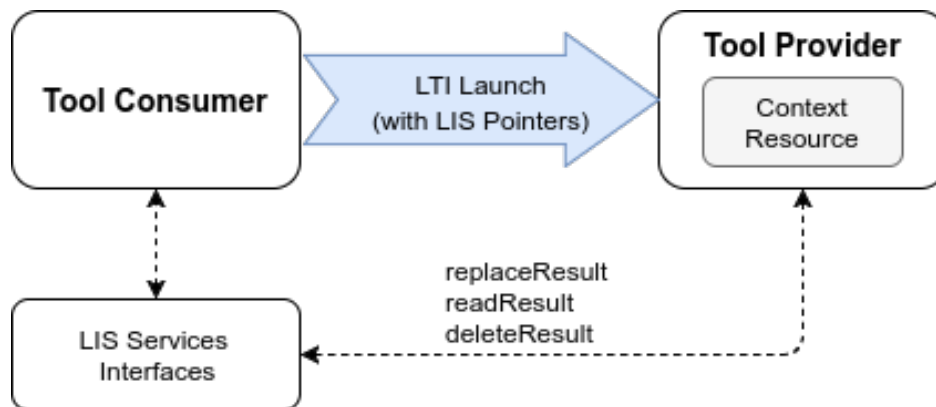 Tool Consumer
LTI Launch
(with LIS Pointers)
Tool Provider
Context
Resource
replaceResult
readResult
deleteResult
LIS Services
Interfaces